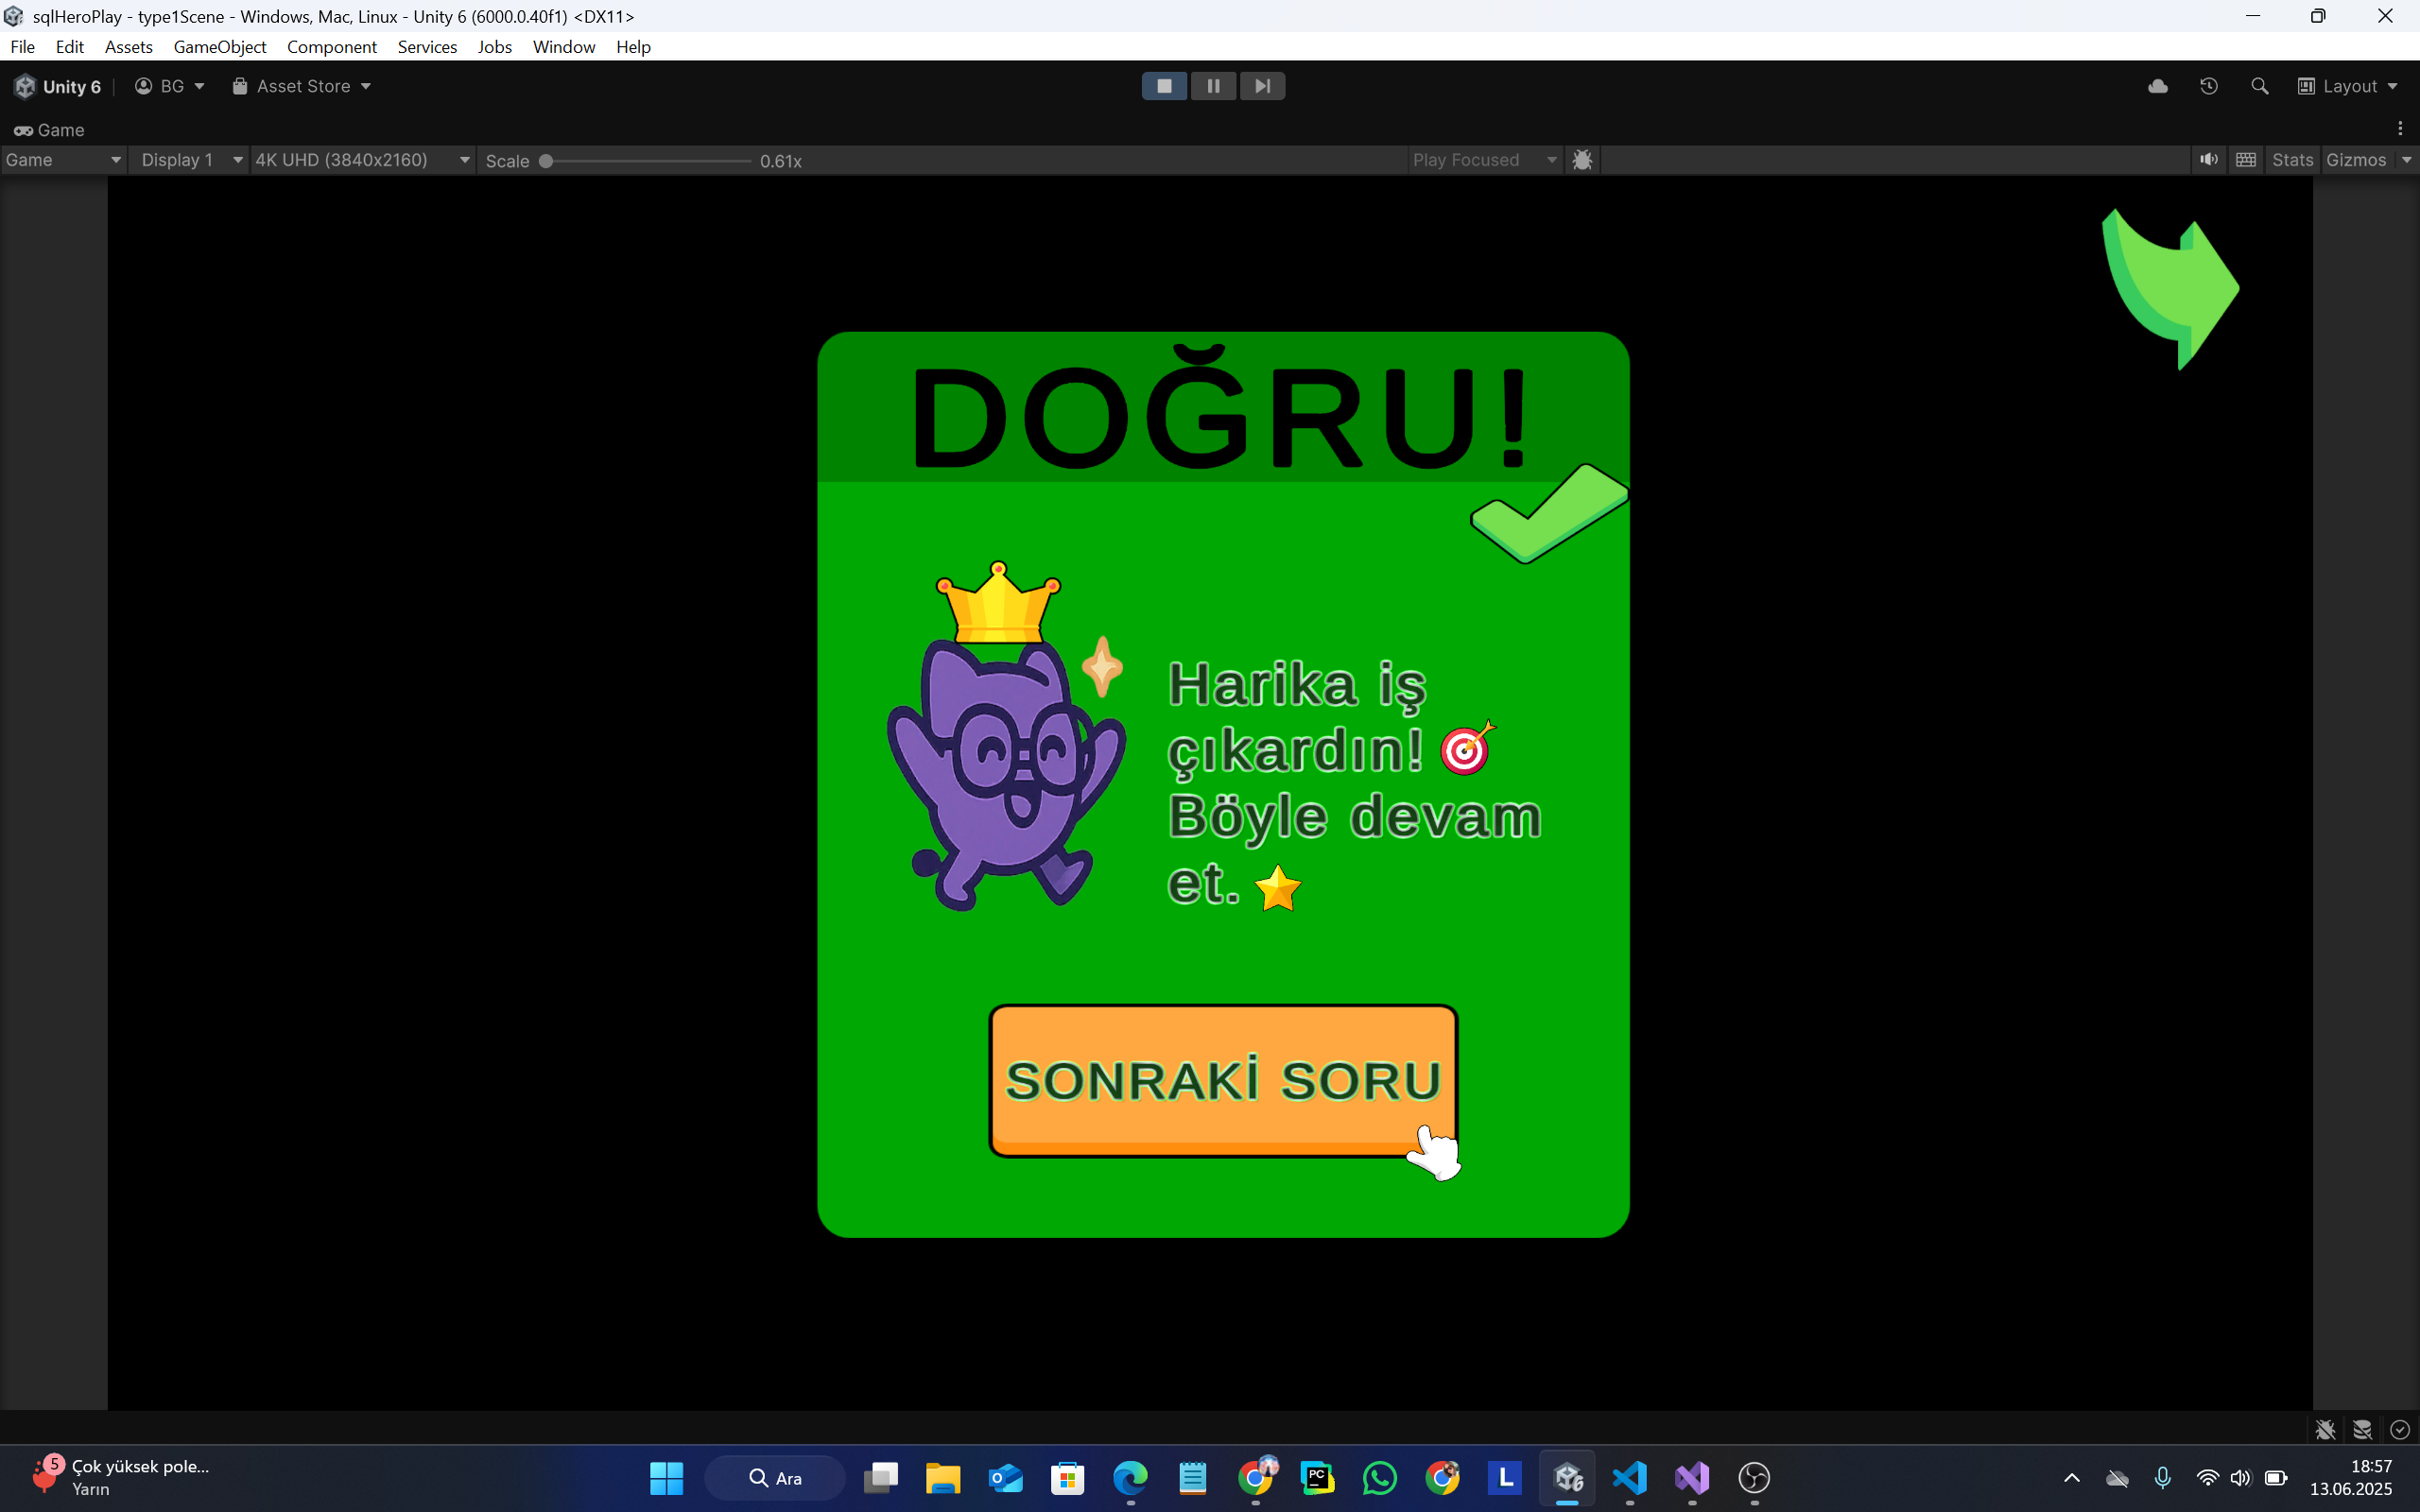 sqlHeroPlay - type1Scene - Windows, Mac, Linux - Unity 6 (6000.0.40f1) <DX11>
File Edit Assets GameObject Component Services Jobs Window Help
Unity 6 BG Asset Store Layout
Game
Game Display 1 4K UHD (3840x2160) Scale 0.61x Play Focused Stats Gizmos
DOĞRU!
Harika iş
çıkardın!
Böyle devam
et.
SONRAKİ SORU
5 Çok yüksek pole...
Yarın
Ara
PC
L
6
18:57
13.06.2025